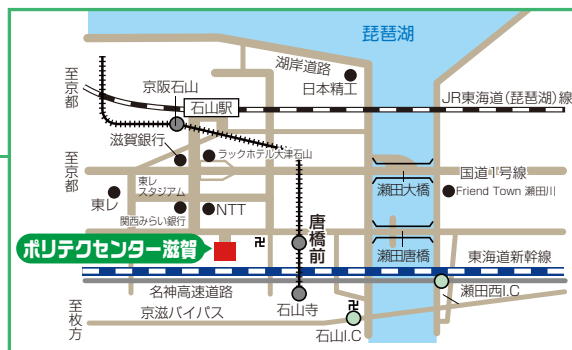 琵琶湖
湖岸道路
至京都
京阪石山
石山駅
日本精工
JR東海道(琵琶湖)線
滋賀銀行
ラックホテル大津石山
至京都
東レ
スタジアム
国道1号線
東レ
瀬田大橋
Friend Town 瀬田川
関西みらい銀行
NTT
唐橋前
ポリテクセンター滋賀
卍
瀬田唐橋
東海道新幹線
名神高速道路
瀬田西I.C
石山寺
京滋バイパス
卍
石山I.C
至枚方